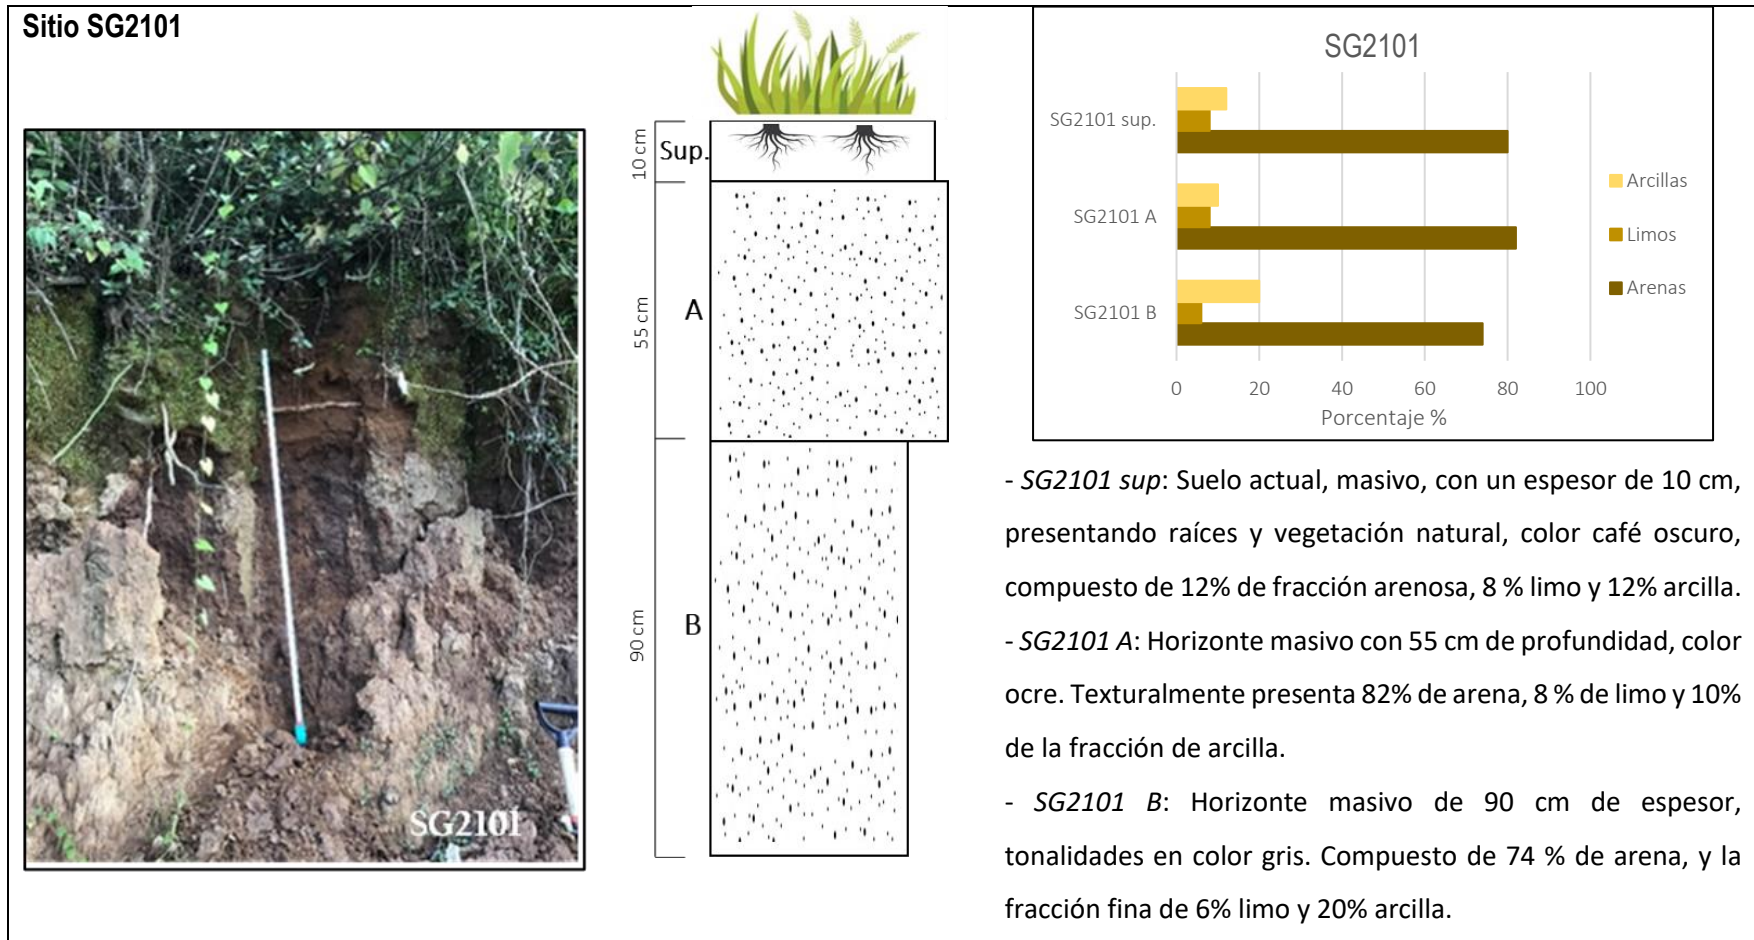 Sitio SG2101
SG2101
10 cm
Sup.
55 cm
A
90 cm
B
SG2101
SG2101 sup.
SG2101 A
SG2101 B
0 20 40 60 80 100
Porcentaje %
Arcillas
Limos
Arenas
- SG2101 sup: Suelo actual, masivo, con un espesor de 10 cm,
presentando raíces y vegetación natural, color café oscuro,
compuesto de 12% de fracción arenosa, 8 % limo y 12% arcilla.
- SG2101 A: Horizonte masivo con 55 cm de profundidad, color
ocre. Texturalmente presenta 82% de arena, 8 % de limo y 10%
de la fracción de arcilla.
- SG2101 B: Horizonte masivo de 90 cm de espesor,
tonalidades en color gris. Compuesto de 74 % de arena, y la
fracción fina de 6% limo y 20% arcilla.